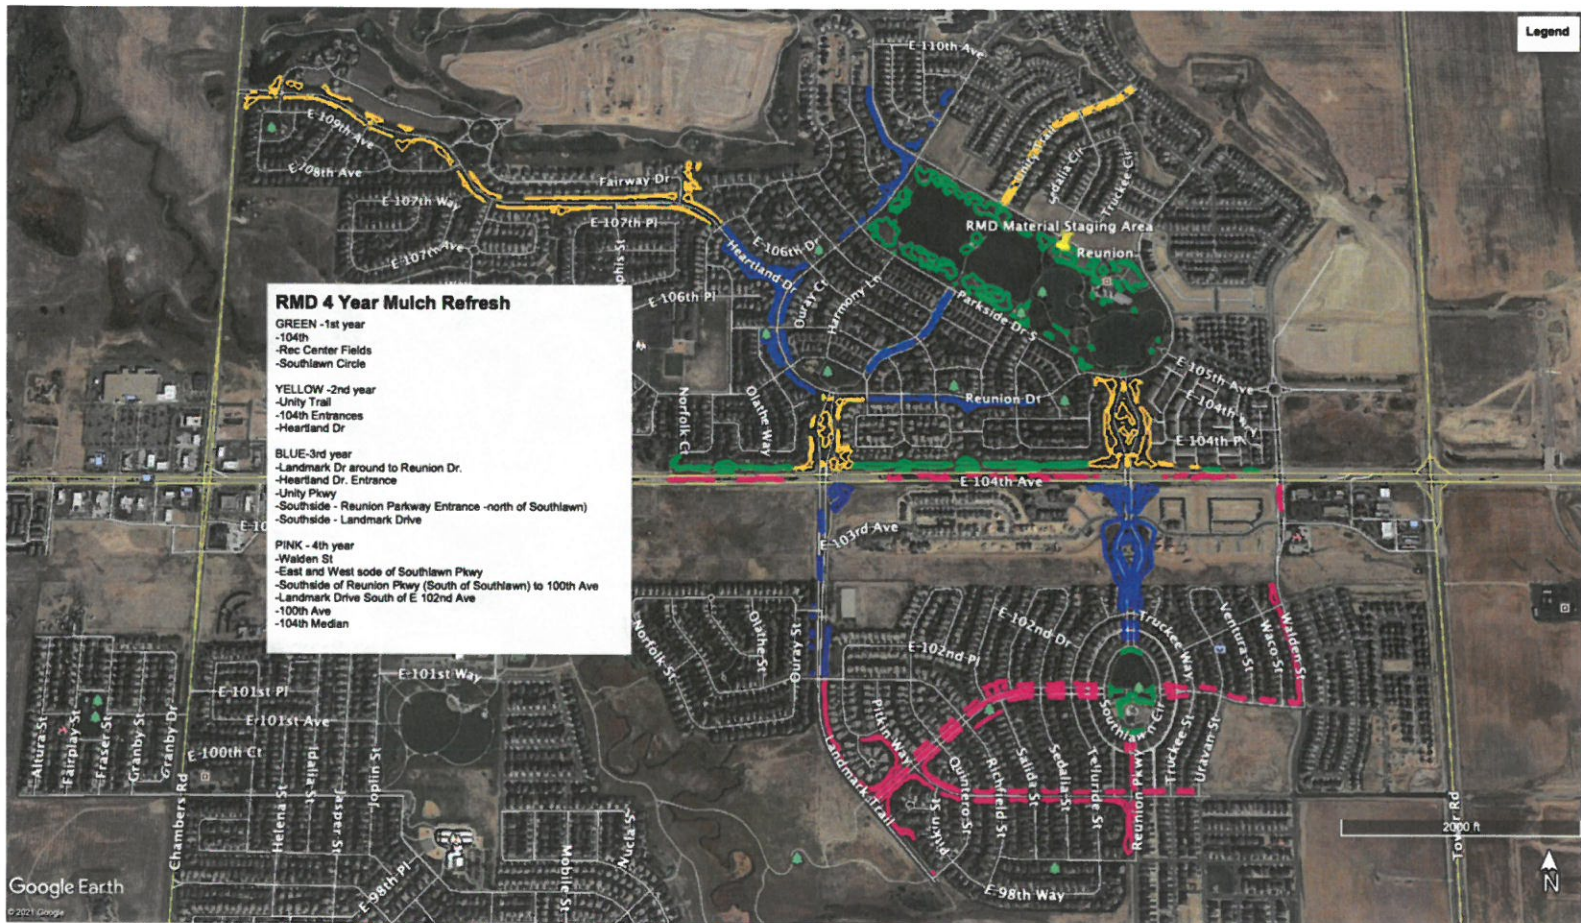 Legend
E 110th Ave
E 109th Ave
E 108th Ave
Fairway Dr
E 107th Way
E 107th Pl
E 107th Ave
Unity Trail
Sedalia Cir
Truckee Cir
RMD Material Staging Area
Reunion
E 106th Dr
Heartland Dr
E 106th Pl
Ouray Ct
Harmony Ln
Parkside Dr S
RMD 4 Year Mulch Refresh
GREEN -1st year
-104th
-Rec Center Fields
-Southlawn Circle
YELLOW -2nd year
-Unity Trail
-104th Entrances
-Heartland Dr
BLUE-3rd year
-Landmark Dr around to Reunion Dr.
-Heartland Dr. Entrance
-Unity Pkwy
-Southside - Reunion Parkway Entrance -north of Southlawn)
-Southside - Landmark Drive
PINK - 4th year
-Walden St
-East and West sode of Southlawn Pkwy
-Southside of Reunion Pkwy (South of Southlawn) to 100th Ave
-Landmark Drive South of E 102nd Ave
-100th Ave
-104th Median
Norfolk Ct
Olathe Way
Reunion Dr
E 105th Ave
E 104th Pl
E 104th Ave
E 103rd Ave
Norfolk St
Olathe St
Ouray St
E 102nd Pl
E 102nd Dr
Truckee Way
Ventura St
Waco St
Walden St
E 101st Way
E 101st Pl
E 101st Ave
E 100th Ct
Altura St
Fairplay St
Fraser St
Granby St
Granby Dr
Chambers Rd
Helena St
Idalia St
Jasper St
Joplin St
Landmark Trail
Pitkin Way
Pitkin St
Quintero St
Richfield St
Salida St
Sedalia St
Telluride St
Southlawn Cir
Reunion Pkwy
Truckee St
Uravan St
E 98th Pl
Mobile St
Nucla St
E 98th Way
Tower Rd
2000 ft
N
Google Earth
© 2021 Google